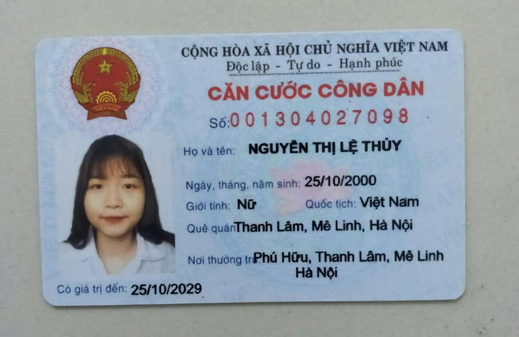 CỘNG HÒA XÃ HỘI CHỦ NGHĨA VIỆT NAM
Độc lập - Tự do - Hạnh phúc
CĂN CƯỚC CÔNG DÂN
Số: 001304027098
Họ và tên: NGUYỄN THỊ LỆ THỦY
Ngày, tháng, năm sinh: 25/10/2000
Giới tính: Nữ Quốc tịch: Việt Nam
Quê quán Thanh Lâm, Mê Linh, Hà Nội
Nơi thường tr Phú Hữu, Thanh Lâm, Mê Linh
Hà Nội
Có giá trị đến: 25/10/2029